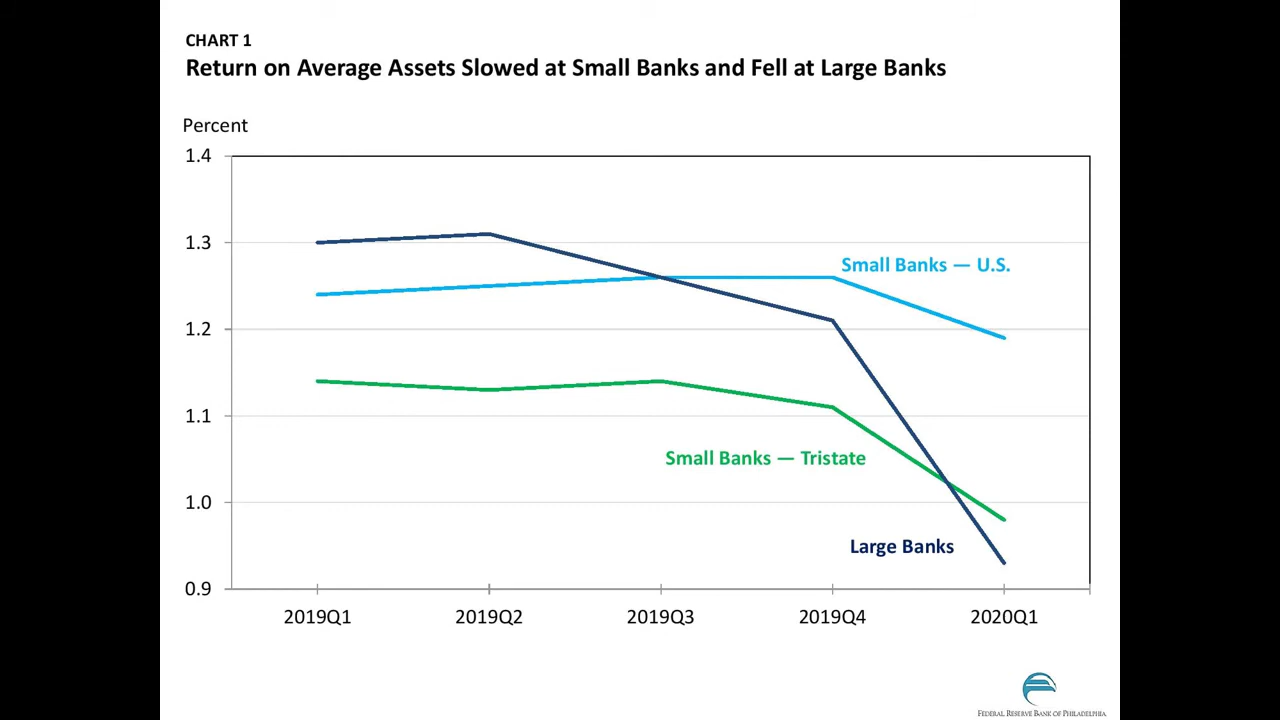 CHART 1
Return on Average Assets Slowed at Small Banks and Fell at Large Banks
Percent
1.4
1.3
Small Banks — U.S.
1.2
1.1
Small Banks — Tristate
1.0
Large Banks
0.9
2019Q1 2019Q2 2019Q3 2019Q4 2020Q1
FEDERAL RESERVE BANK OF PHILADELPHIA